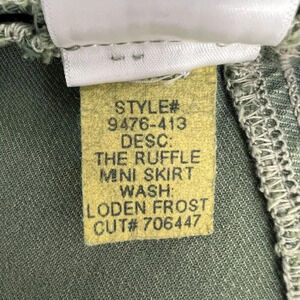 STYLE#
9476-413
DESC:
THE RUFFLE
MINI SKIRT
WASH:
LODEN FROST
CUT# 706447